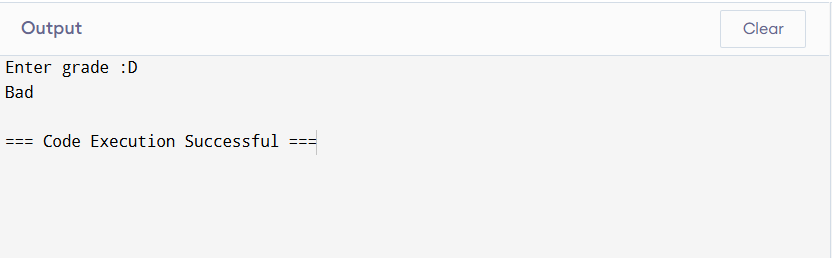 Output
Clear
Enter grade :D
Bad
=== Code Execution Successful ===